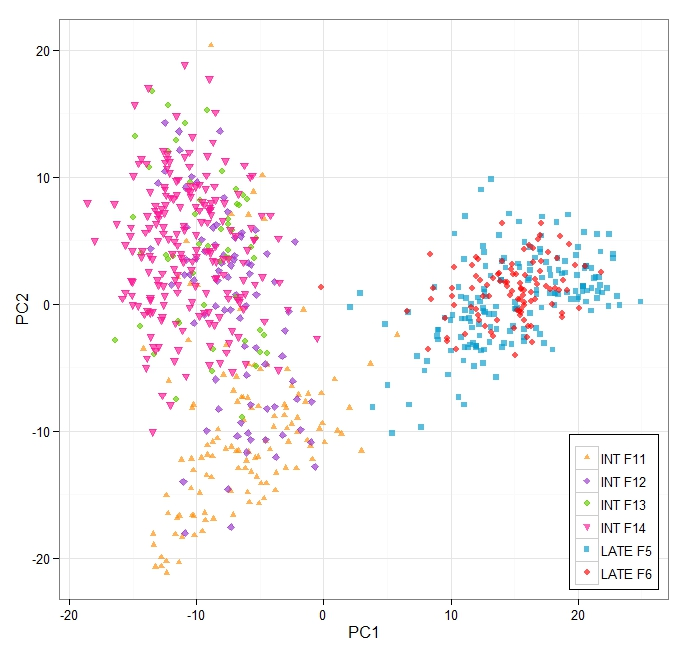 20
10
0
-10
-20
PC2
INT F11
INT F12
INT F13
INT F14
LATE F5
LATE F6
-20 -10 0 10 20
PC1